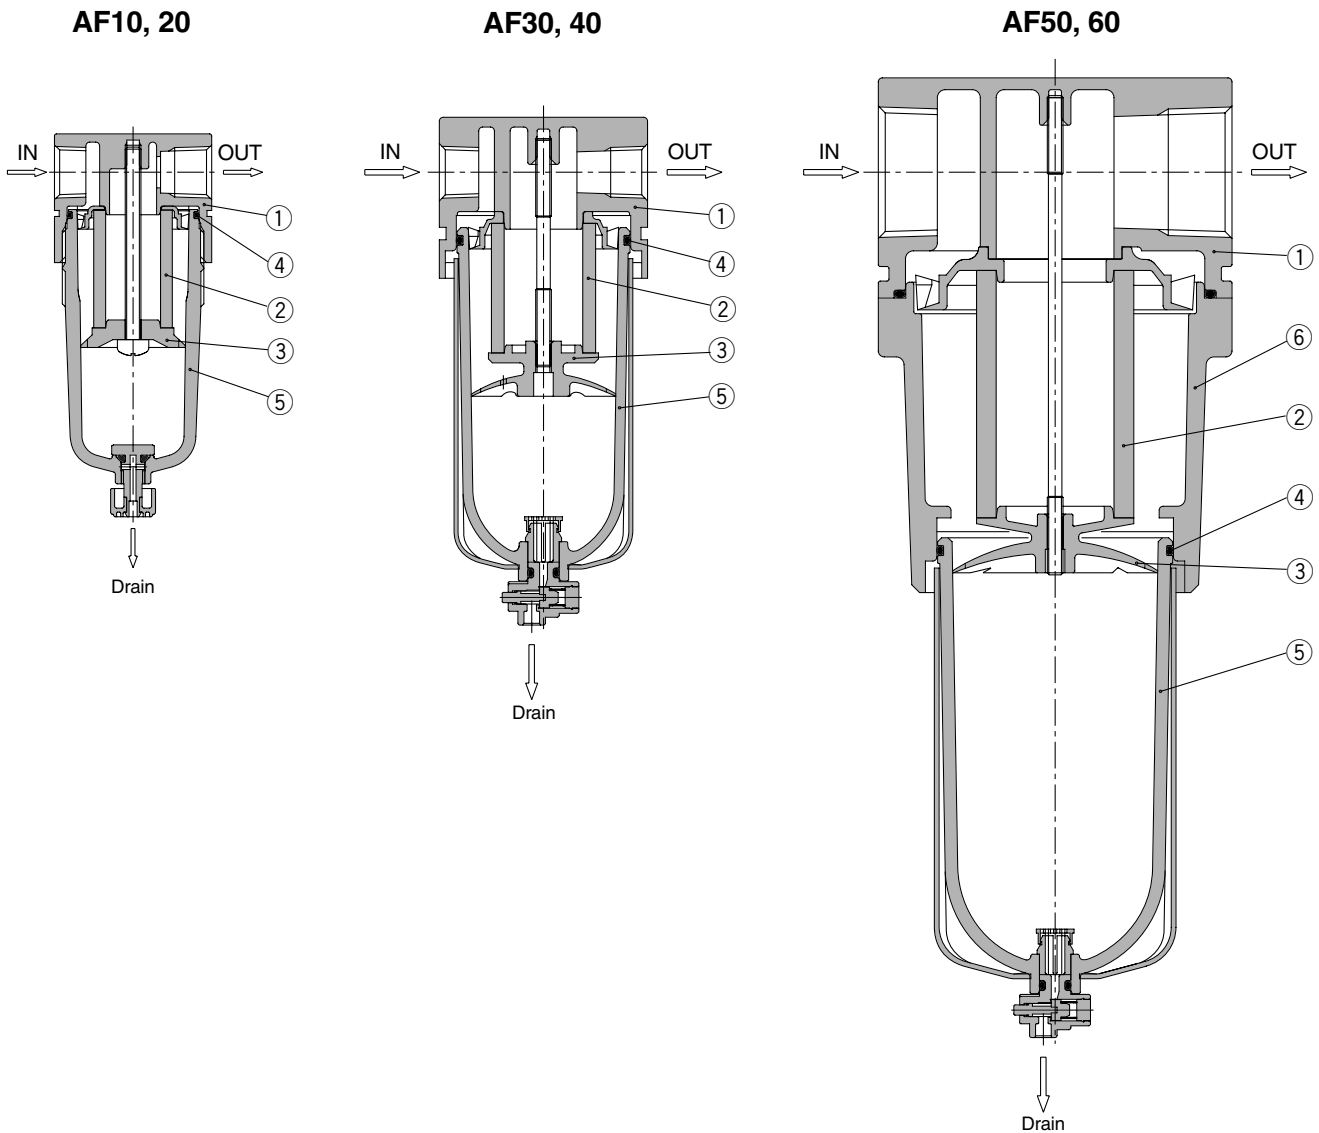 AF10, 20
IN
OUT
①
④
②
③
⑤
Drain
AF30, 40
IN
OUT
①
④
②
③
⑤
Drain
AF50, 60
IN
OUT
①
⑥
②
④
③
⑤
Drain